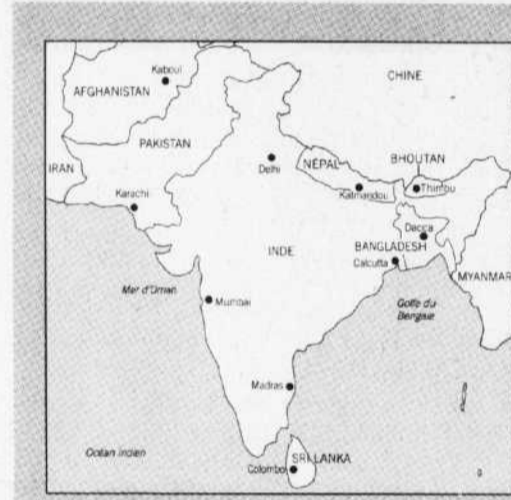 Kaboul
AFGHANISTAN
CHINE
PAKISTAN
IRAN
Delhi
NÉPAL
BHOUTAN
Thimbu
Katmandou
Karachi
Dacca
INDE
BANGLADESH
Calcutta
MYANMAR
Mer d'Oman
Mumbai
Golfe du
Bengale
Madras
Océan Indien
SRI LANKA
Colombo